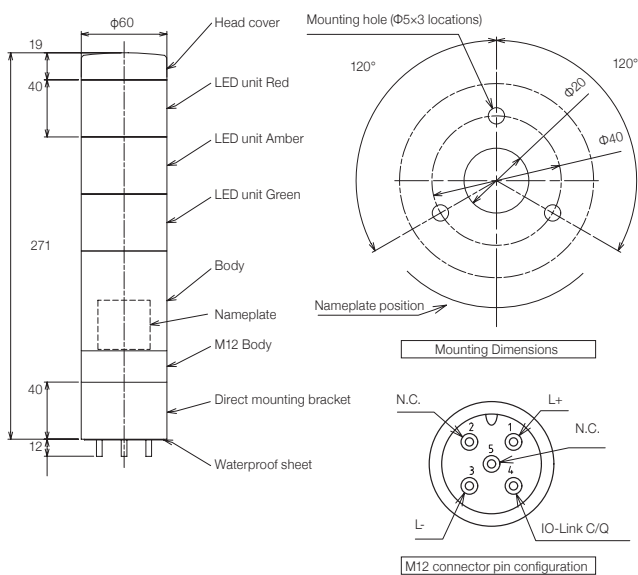 ϕ60
19
40
271
40
12
Head cover
LED unit Red
LED unit Amber
LED unit Green
Body
Nameplate
M12 Body
Direct mounting bracket
Waterproof sheet
Mounting hole (Φ5×3 locations)
120°
120°
Φ20
Φ40
Nameplate position
Mounting Dimensions
N.C.
L+
N.C.
2
1
5
3
4
L-
IO-Link C/Q
M12 connector pin configuration